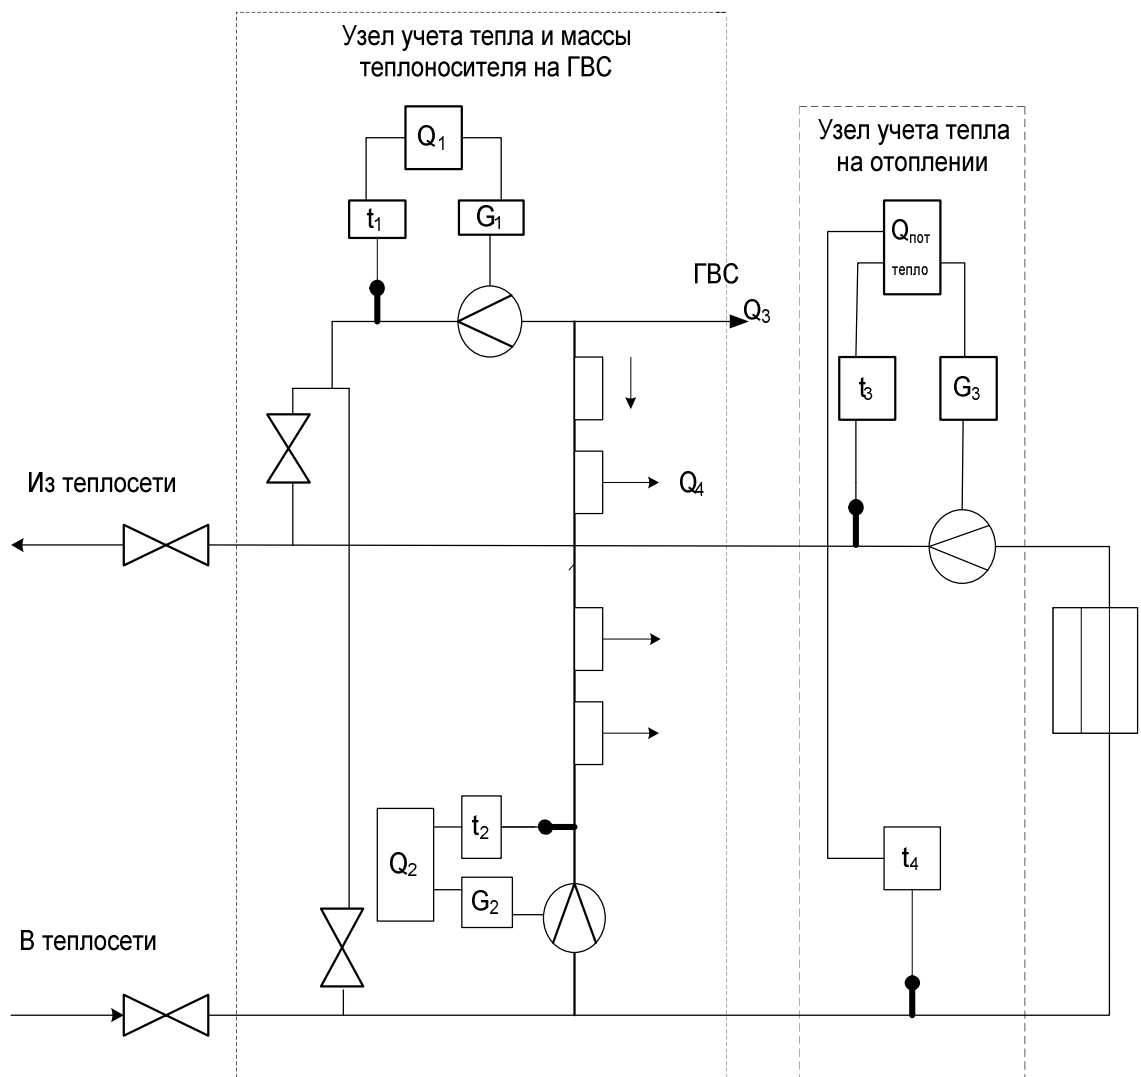 Узел учета тепла и массы
теплоносителя на ГВС
Узел учета тепла
на отоплении
Q1
t1
G1
Qпот
тепло
ГВС
Q3
t3
G3
Из теплосети
Q4
t2
Q2
G2
t4
В теплосети